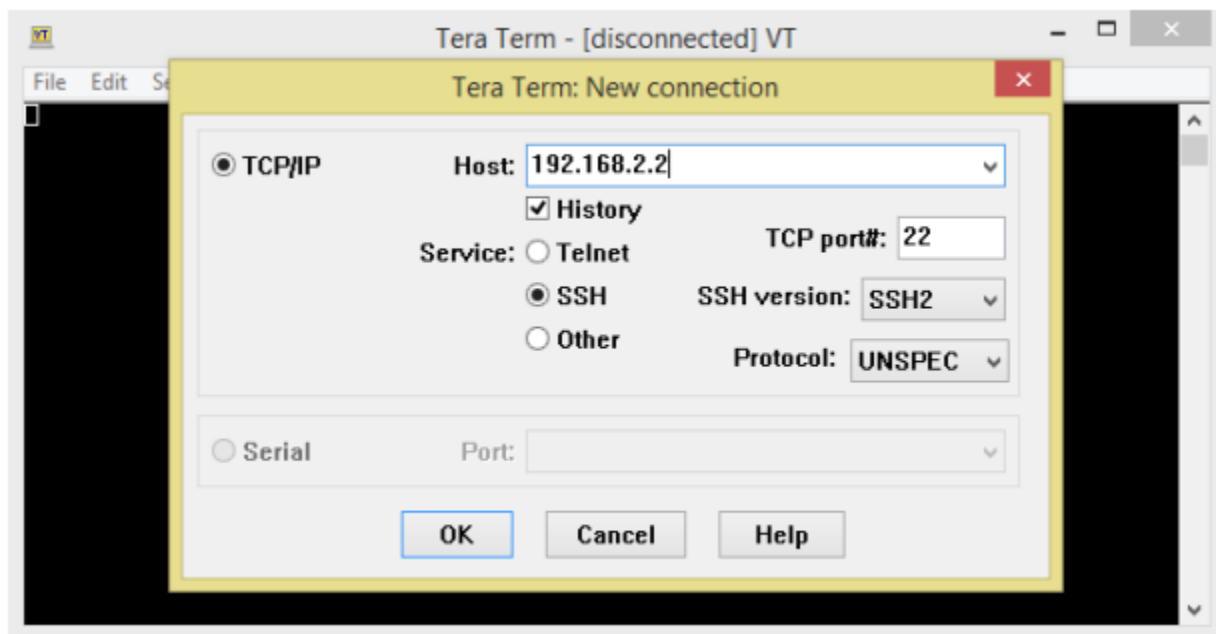 VT
Tera Term - [disconnected] VT
File Edit
Tera Term: New connection
TCP/IP Host: 192.168.2.2
History
TCP port#: 22
Service: Telnet
SSH SSH version: SSH2
Other
Protocol: UNSPEC
Serial Port:
OK Cancel Help